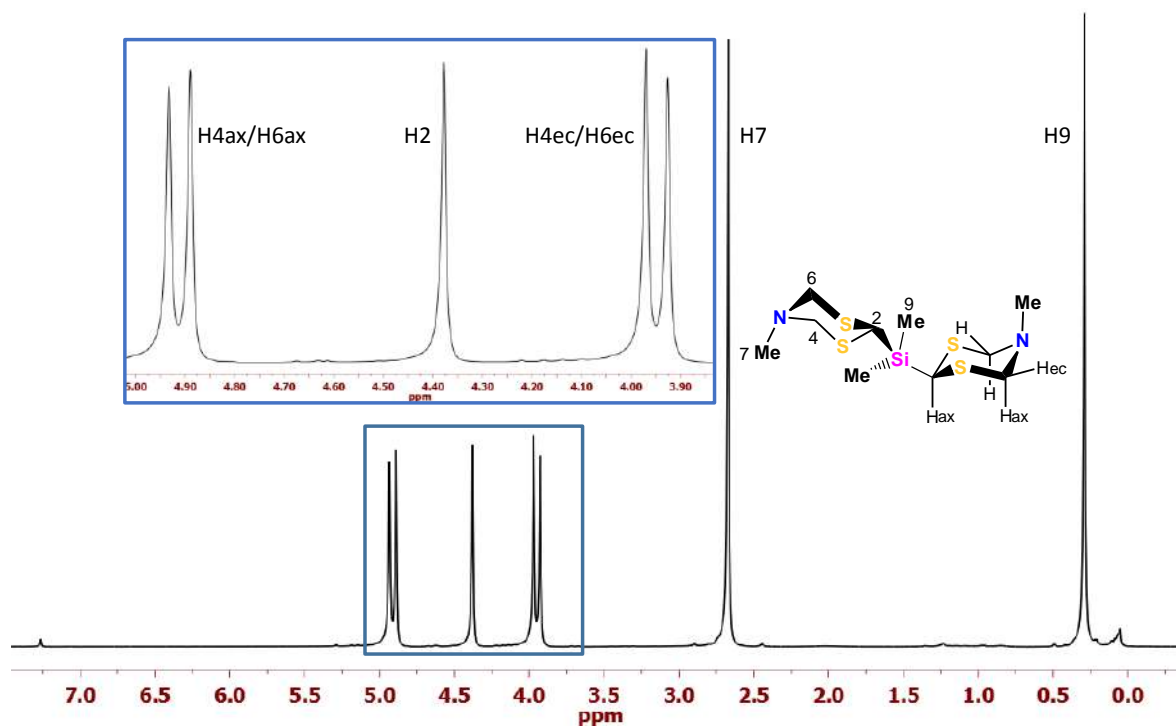 H4ax/H6ax
H2
H4ec/H6ec
H7
H9
5.00 4.90 4.80 4.70 4.60 4.50 4.40 4.30 4.20 4.10 4.00 3.90
ppm
6
N
S
2
9
Me
4
S
7 Me
Si
Me
S
H
Me
N
S
H
Hec
Hax
Hax
7.0 6.5 6.0 5.5 5.0 4.5 4.0 3.5 3.0 2.5 2.0 1.5 1.0 0.5 0.0
ppm